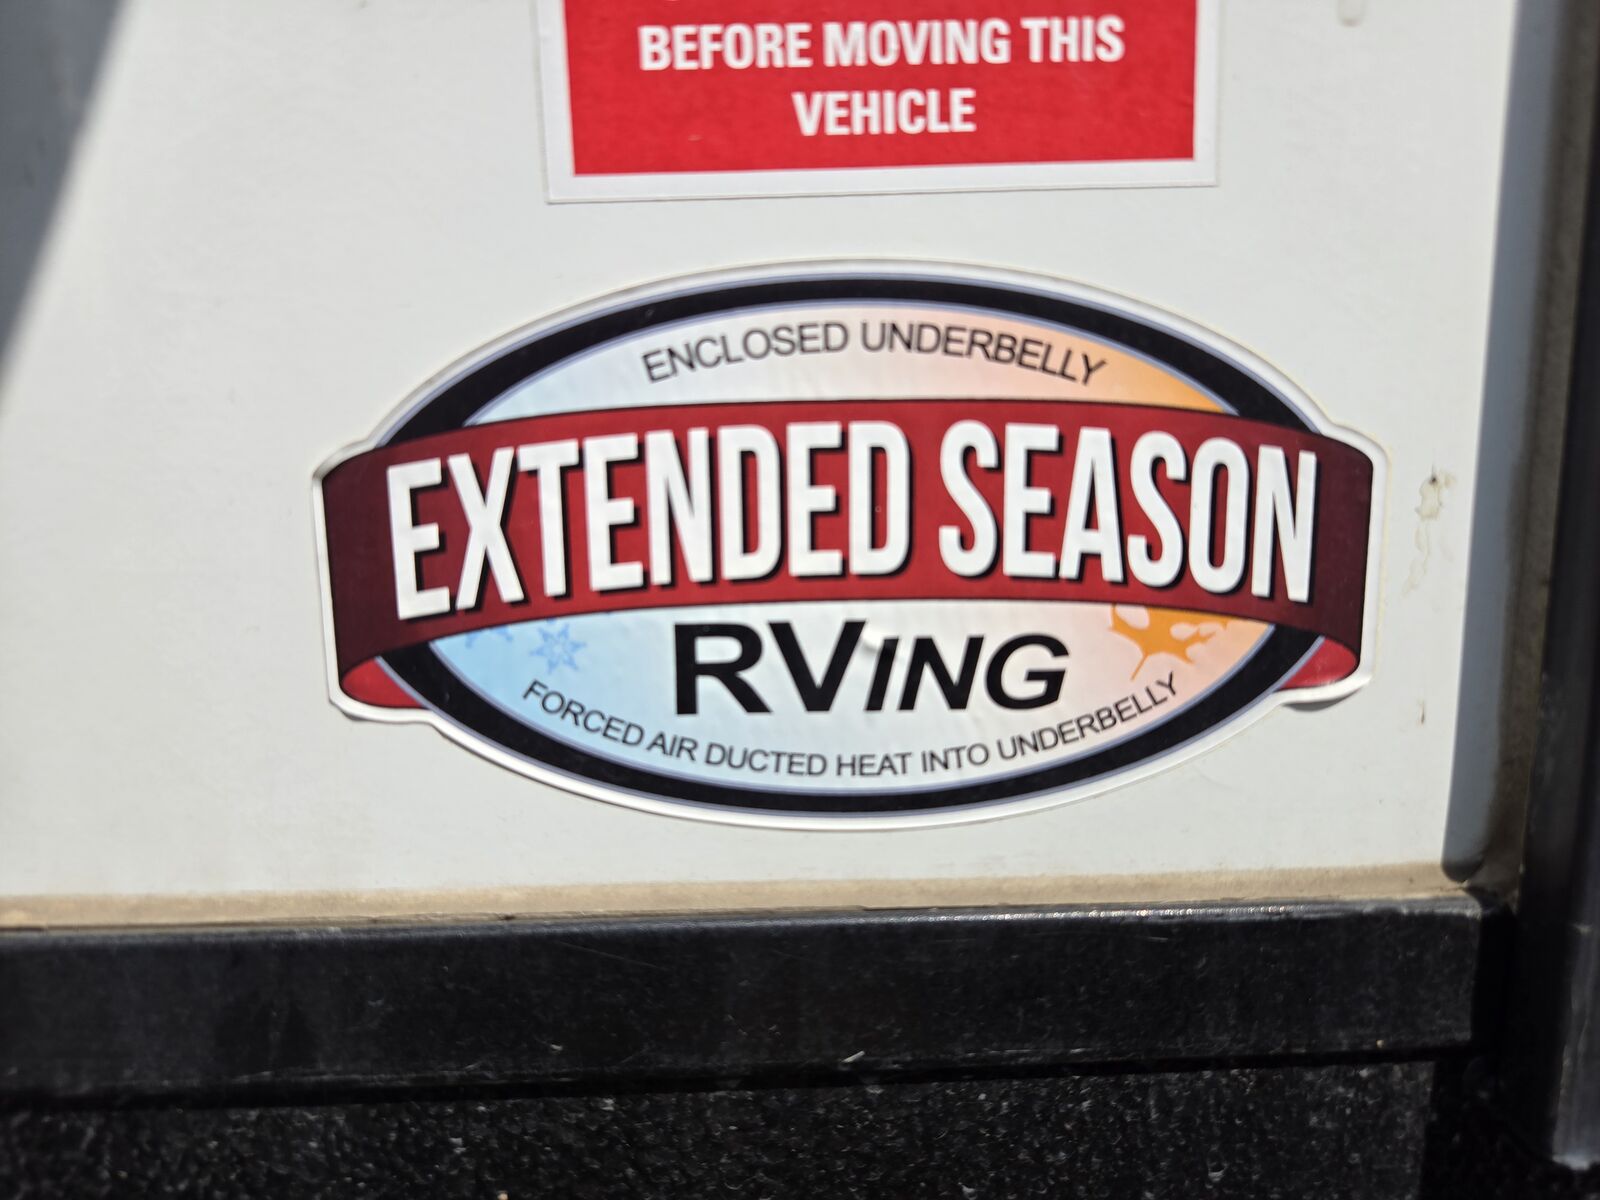 BEFORE MOVING THIS
VEHICLE
ENCLOSED UNDERBELLY
EXTENDED SEASON
RVING
FORCED AIR DUCTED HEAT INTO UNDERBELLY